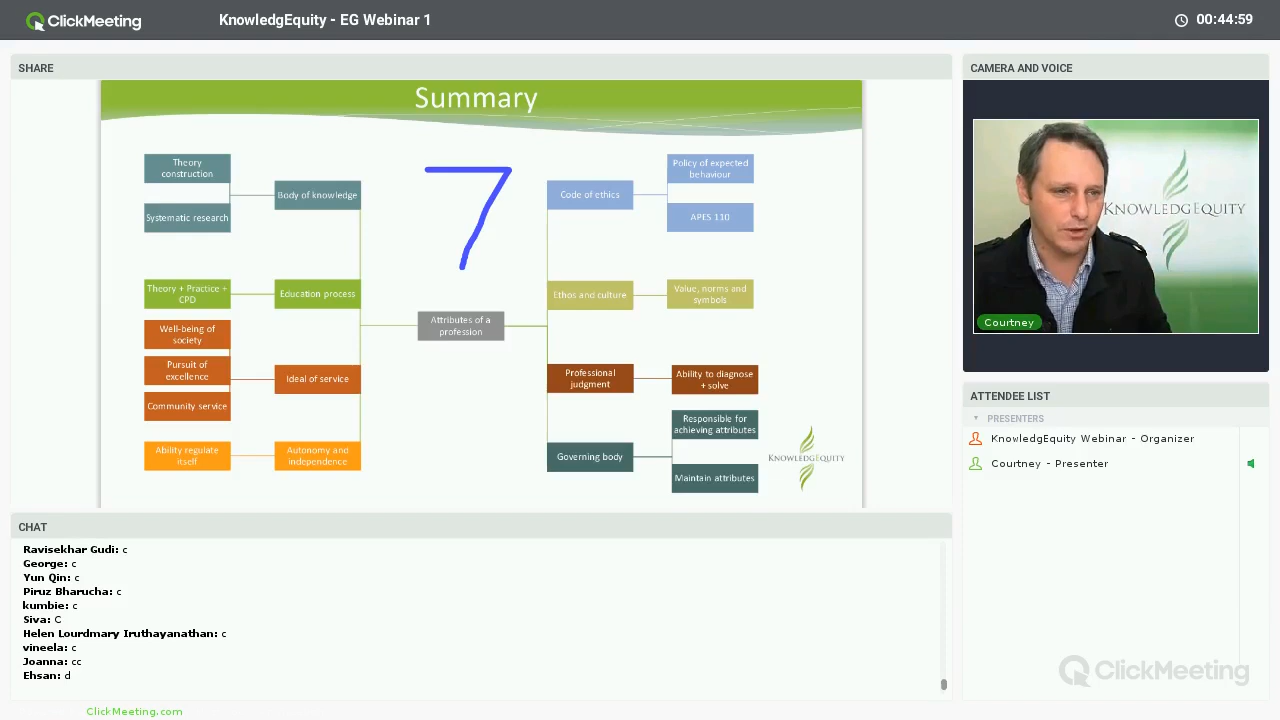 ClickMeeting
KnowledgEquity - EG Webinar 1
00:44:59
SHARE
Summary
7
Theory
construction
Systematic research
Body of knowledge
Theory + Practice +
CPD
Education process
Well-being of
society
Pursuit of
excellence
Community service
Ideal of service
Ability regulate
itself
Autonomy and
independence
Attributes of a
profession
Code of ethics
Policy of expected
behaviour
APES 110
Ethos and culture
Value, norms and
symbols
Professional
judgment
Ability to diagnose
+ solve
Governing body
Responsible for
achieving attributes
Maintain attributes
KNOWLEDGEQUITY
CAMERA AND VOICE
KNOWLEDGEQUITY
Courtney
ATTENDEE LIST
PRESENTERS
KnowledgEquity Webinar - Organizer
Courtney - Presenter
CHAT
Ravisekhar Gudi: c
George: c
Yun Qin: c
Piruz Bharucha: c
kumbie: c
Siva: C
Helen Lourdmary Iruthayanathan: c
vineela: c
Joanna: cc
Ehsan: d
ClickMeeting
ClickMeeting.com